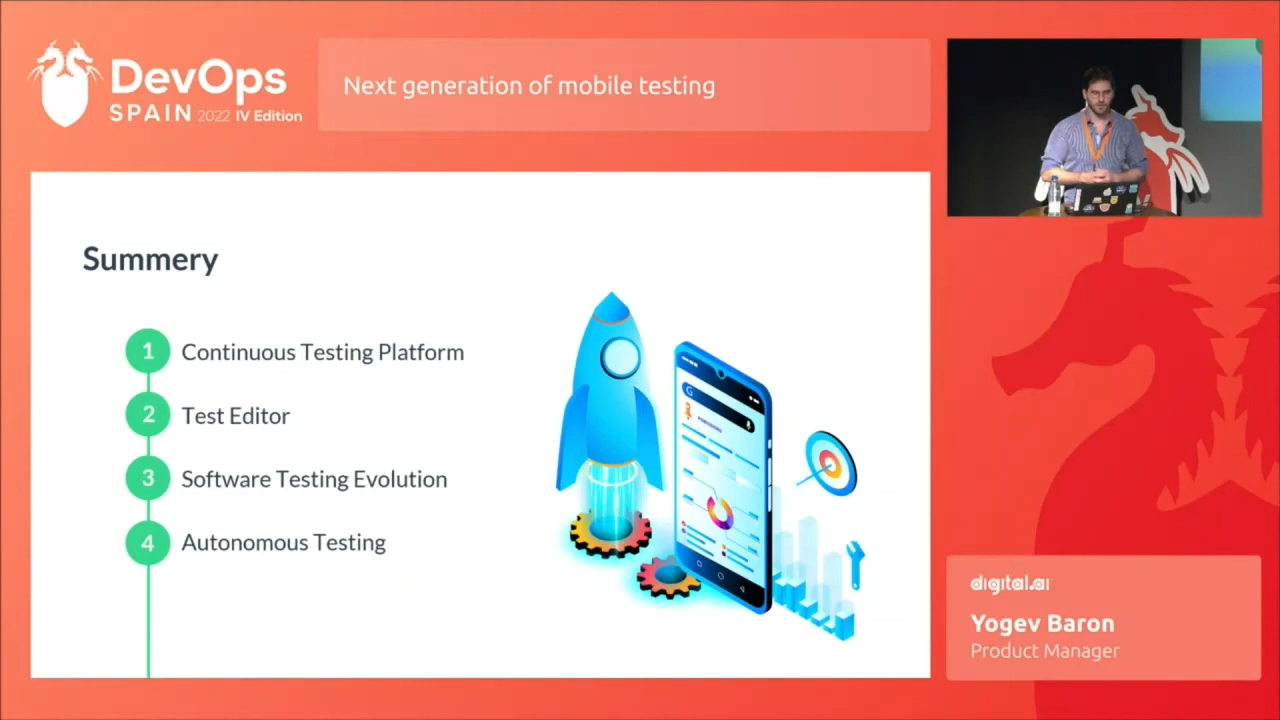 DevOps
SPAIN 2022 IV Edition
Next generation of mobile testing
Summery
1 Continuous Testing Platform
2 Test Editor
3 Software Testing Evolution
4 Autonomous Testing
G
digital.ai
Yogev Baron
Product Manager